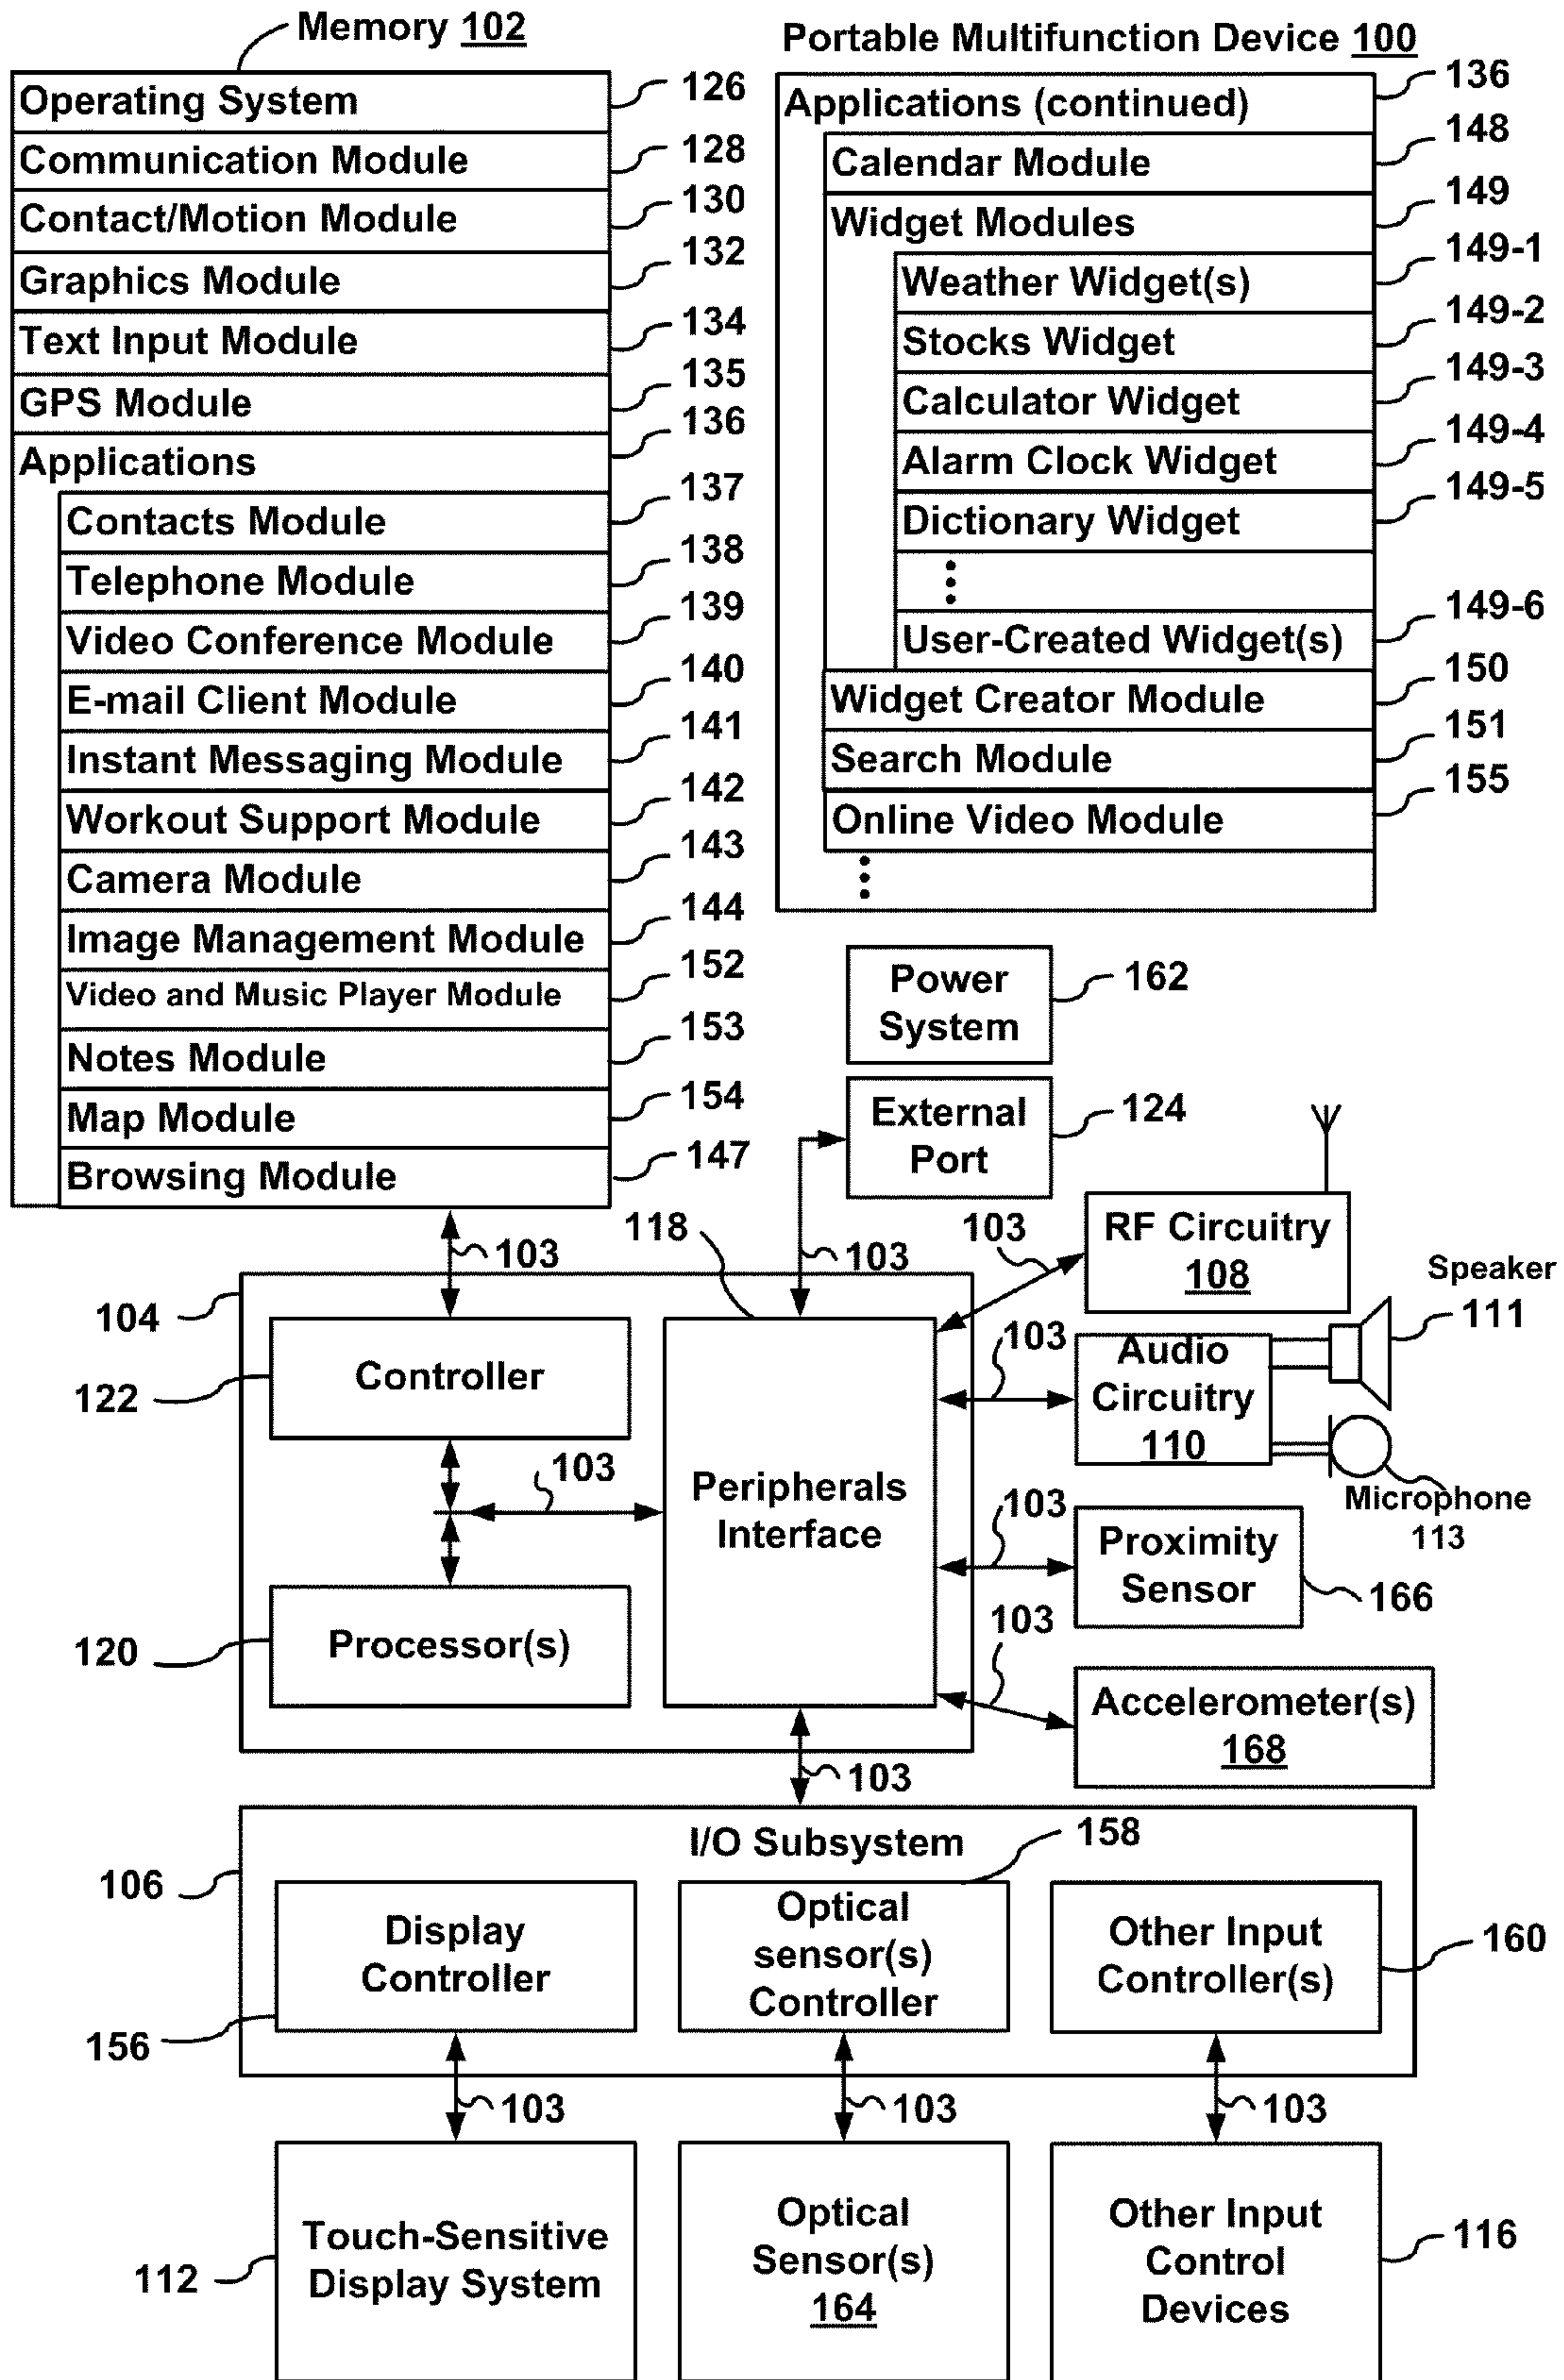 Memory 102
Operating System 126
Communication Module 128
Contact/Motion Module 130
Graphics Module 132
Text Input Module 134
GPS Module 135
Applications 136
Contacts Module 137
Telephone Module 138
Video Conference Module 139
E-mail Client Module 140
Instant Messaging Module 141
Workout Support Module 142
Camera Module 143
Image Management Module 144
Video and Music Player Module 152
Notes Module 153
Map Module 154
Browsing Module 147
Portable Multifunction Device 100
Applications (continued) 136
Calendar Module 148
Widget Modules 149
Weather Widget(s) 149-1
Stocks Widget 149-2
Calculator Widget 149-3
Alarm Clock Widget 149-4
Dictionary Widget 149-5
User-Created Widget(s) 149-6
Widget Creator Module 150
Search Module 151
Online Video Module 155
Power
System
162
External
Port
124
103
118
103
103
RF Circuitry
108
Speaker
111
104
Controller
122
103
Audio
Circuitry
110
103
Peripherals
Interface
Microphone
113
103
Proximity
Sensor
166
120
Processor(s)
103
Accelerometer(s)
168
103
I/O Subsystem
106
158
Display
Controller
156
Optical
sensor(s)
Controller
Other Input
Controller(s)
160
103
103
103
Touch-Sensitive
Display System
112
Optical
Sensor(s)
164
Other Input
Control
Devices
116